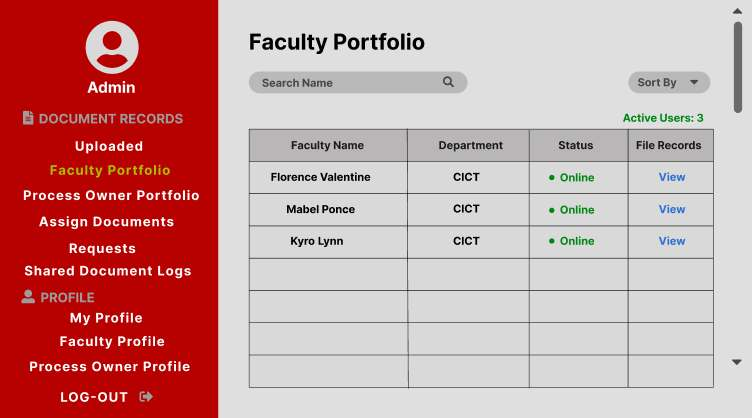 Admin
DOCUMENT RECORDS
Uploaded
Faculty Portfolio
Process Owner Portfolio
Assign Documents
Requests
Shared Document Logs
PROFILE
My Profile
Faculty Profile
Process Owner Profile
LOG-OUT
Faculty Portfolio
Search Name
Sort By
Active Users: 3
Faculty Name Department Status File Records
Florence Valentine CICT Online View
Mabel Ponce CICT Online View
Kyro Lynn CICT Online View